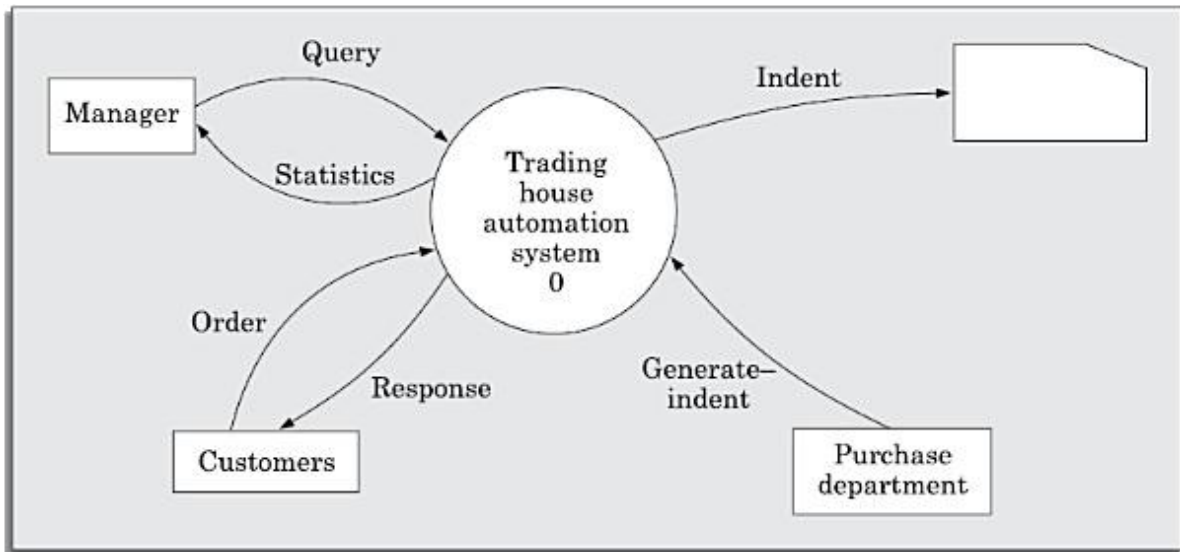 Query
Manager
Indent
Statistics
Trading
house
automation
system
0
Order
Response
Generate–
indent
Customers
Purchase
department